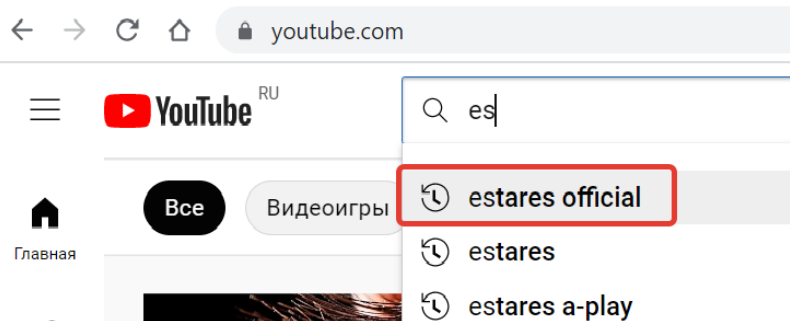 youtube.com
YouTube RU
es
Все
Видеоигры
Главная
estares official
estares
estares a-play